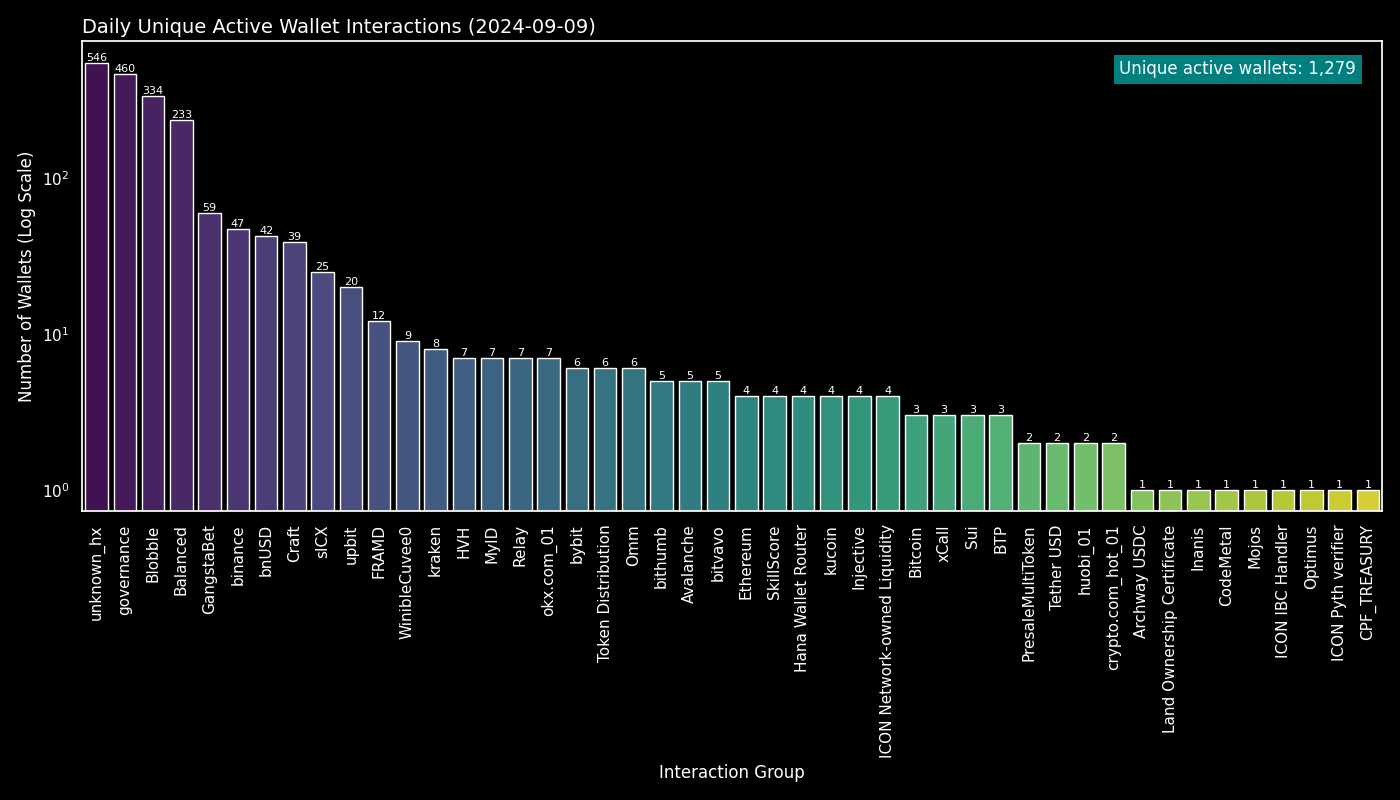 Daily Unique Active Wallet Interactions (2024-09-09)
Unique active wallets: 1,279
Number of Wallets (Log Scale)
10²
10¹
10⁰
546
460
334
233
59
47
42
39
25
20
12
9
8
7
7
7
7
6
6
6
5
5
5
4
4
4
4
4
4
3
3
3
3
2
2
2
2
1
1
1
1
1
1
1
1
1
unknown_hx
governance
Blobble
Balanced
GangstaBet
binance
bnUSD
Craft
sICX
upbit
FRAMD
WinibleCuvee0
kraken
HVH
MyID
Relay
okx.com_01
bybit
Token Distribution
Omm
bithumb
Avalanche
bitvavo
Ethereum
SkillScore
Hana Wallet Router
kucoin
Injective
ICON Network-owned Liquidity
Bitcoin
xCall
Sui
BTP
PresaleMultiToken
Tether USD
huobi_01
crypto.com_hot_01
Archway USDC
Land Ownership Certificate
Inanis
CodeMetal
Mojos
ICON IBC Handler
Optimus
ICON Pyth verifier
CPF_TREASURY
Interaction Group